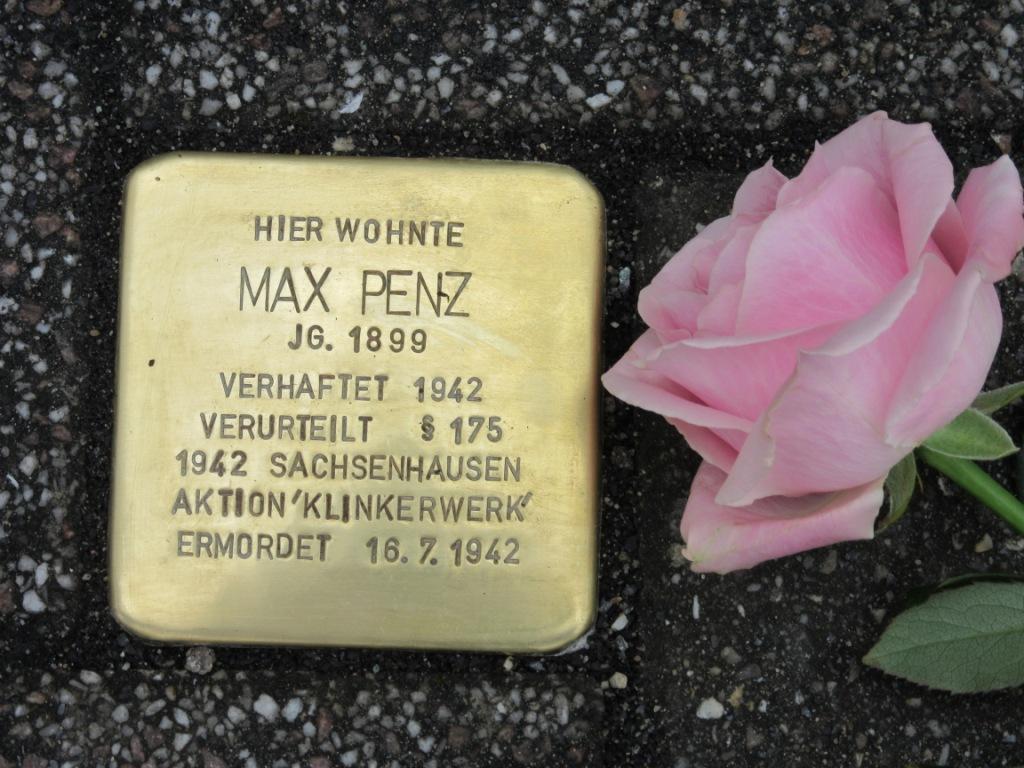 HIER WOHNTE
MAX PENZ
JG. 1899
VERHAFTET 1942
VERURTEILT § 175
1942 SACHSENHAUSEN
AKTION 'KLINKERWERK'
ERMORDET 16.7.1942